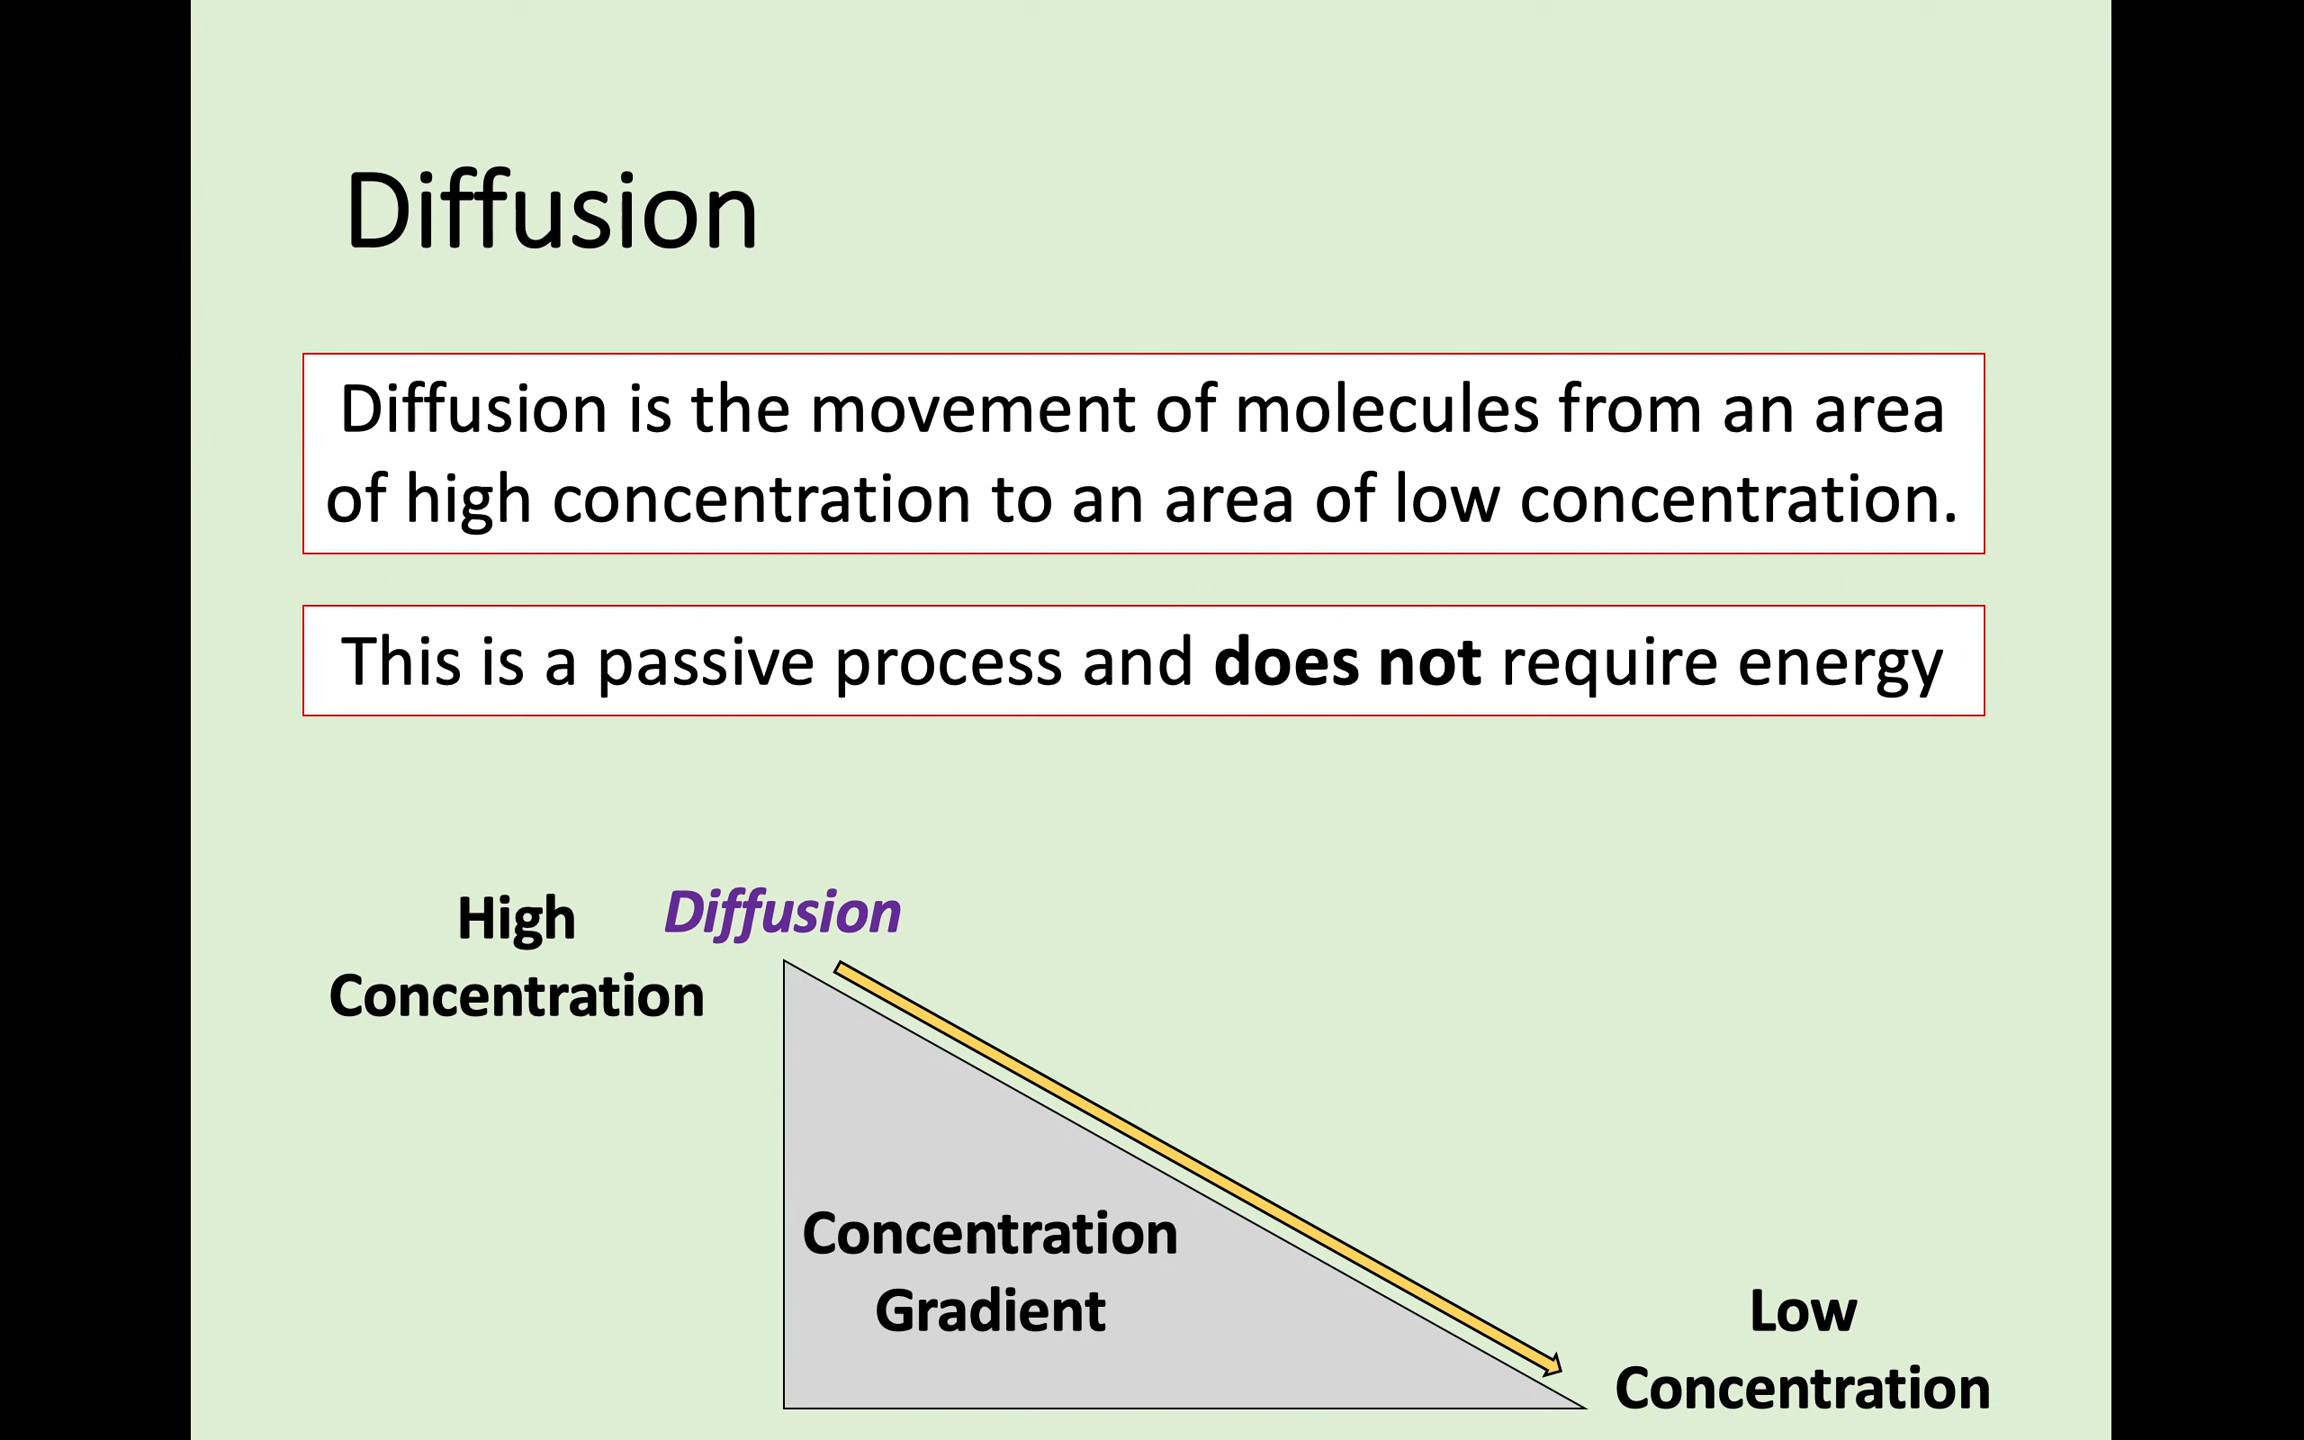 Diffusion
Diffusion is the movement of molecules from an area
of high concentration to an area of low concentration.
This is a passive process and does not require energy
High
Concentration
Diffusion
Concentration
Gradient
Low
Concentration